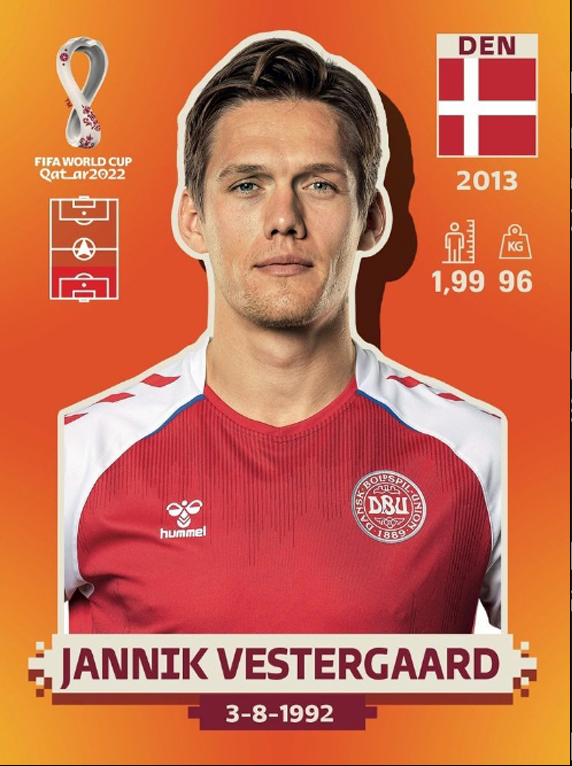 DEN
FIFA WORLD CUP
Qatar2022
TM
2013
KG
1,99 96
hummel
DANSK·BOLDSPIL-UNION
DBU
1889
JANNIK VESTERGAARD
3-8-1992